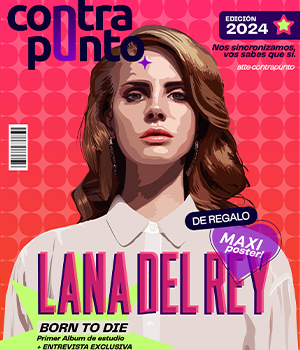 contra
punto
EDICIÓN
2024
Nos sincronizamos,
vos sabes que si.
atte contrapunto
DE REGALO
MAXI
poster!
LANA DEL REY
BORN TO DIE
Primer Album de estudio
+ ENTREVISTA EXCLUSIVA